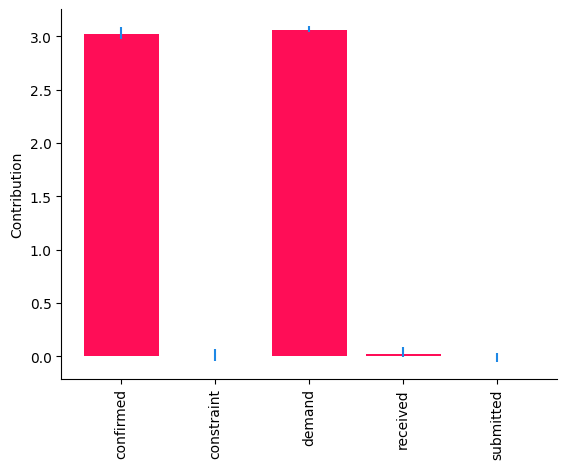 3.0
2.5
2.0
1.5
1.0
0.5
0.0
Contribution
confirmed
constraint
demand
received
submitted